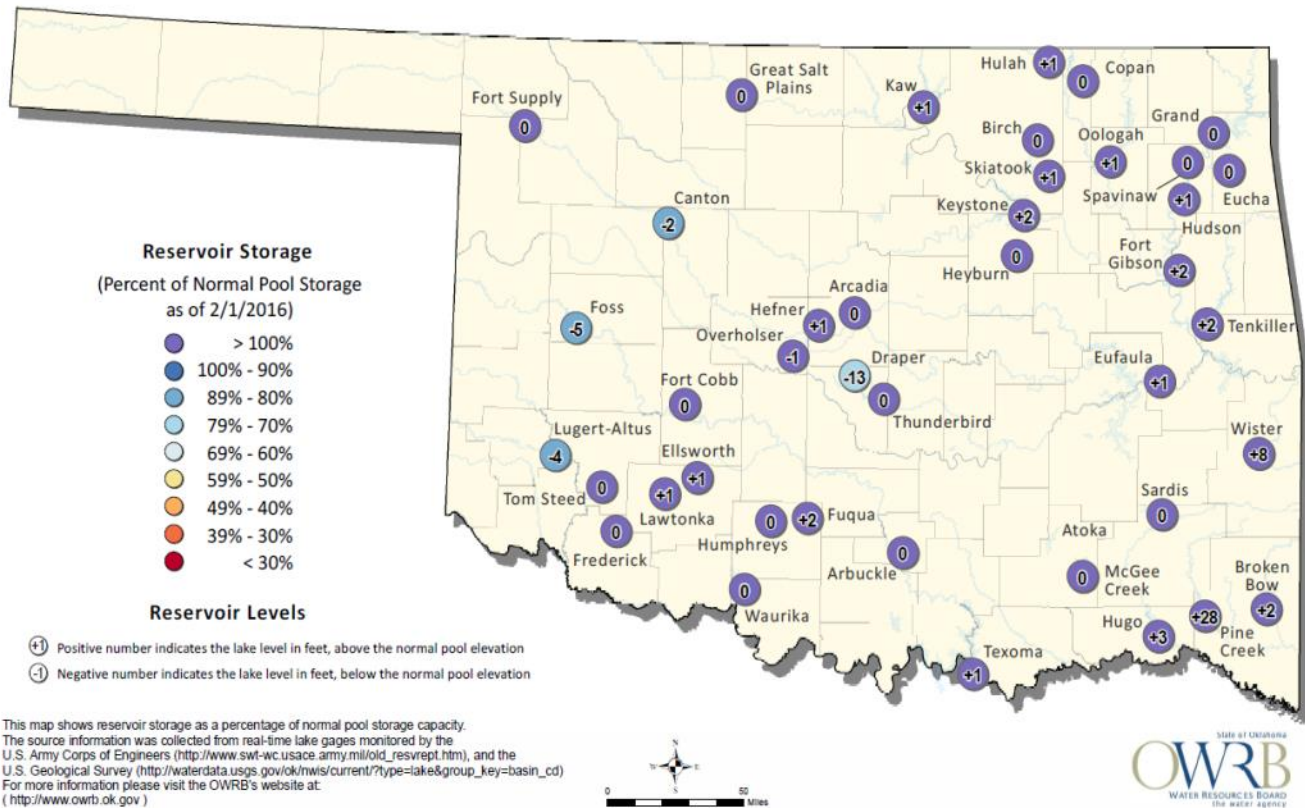 Hulah +1
Copan 0
Great Salt
Plains 0
Kaw +1
Fort Supply 0
Grand 0
Birch 0
Oologah +1
Skiatook +1
Spavinaw 0
Eucha 0
Canton -2
Keystone +2
Hudson +1
Heyburn 0
Fort
Gibson +2
Reservoir Storage
(Percent of Normal Pool Storage
as of 2/1/2016)
> 100%
100% - 90%
89% - 80%
79% - 70%
69% - 60%
59% - 50%
49% - 40%
39% - 30%
< 30%
Foss -5
Arcadia 0
Hefner +1
Overholser -1
Tenkiller +2
Draper -13
Eufaula +1
Fort Cobb 0
Thunderbird 0
Lugert-Altus -4
Ellsworth +1
Wister +8
Tom Steed 0
Lawtonka +1
Sardis 0
Frederick 0
Humphreys 0
Fuqua +2
Atoka
Arbuckle 0
McGee
Creek 0
Broken
Bow +2
Waurika 0
Hugo +3
Pine
Creek +28
Texoma +1
Reservoir Levels
+1 Positive number indicates the lake level in feet, above the normal pool elevation
-1 Negative number indicates the lake level in feet, below the normal pool elevation
This map shows reservoir storage as a percentage of normal pool storage capacity.
The source information was collected from real-time lake gages monitored by the
U.S. Army Corps of Engineers (http://www.swt-wc.usace.army.mil/old_resvrept.htm), and the
U.S. Geological Survey (http://waterdata.usgs.gov/ok/nwis/current/?type=lake&group_key=basin_cd)
For more information please visit the OWRB's website at:
( http://www.owrb.ok.gov )
N
W E
S
0 50
Miles
State of Oklahoma
OWRB
WATER RESOURCES BOARD
the water agency